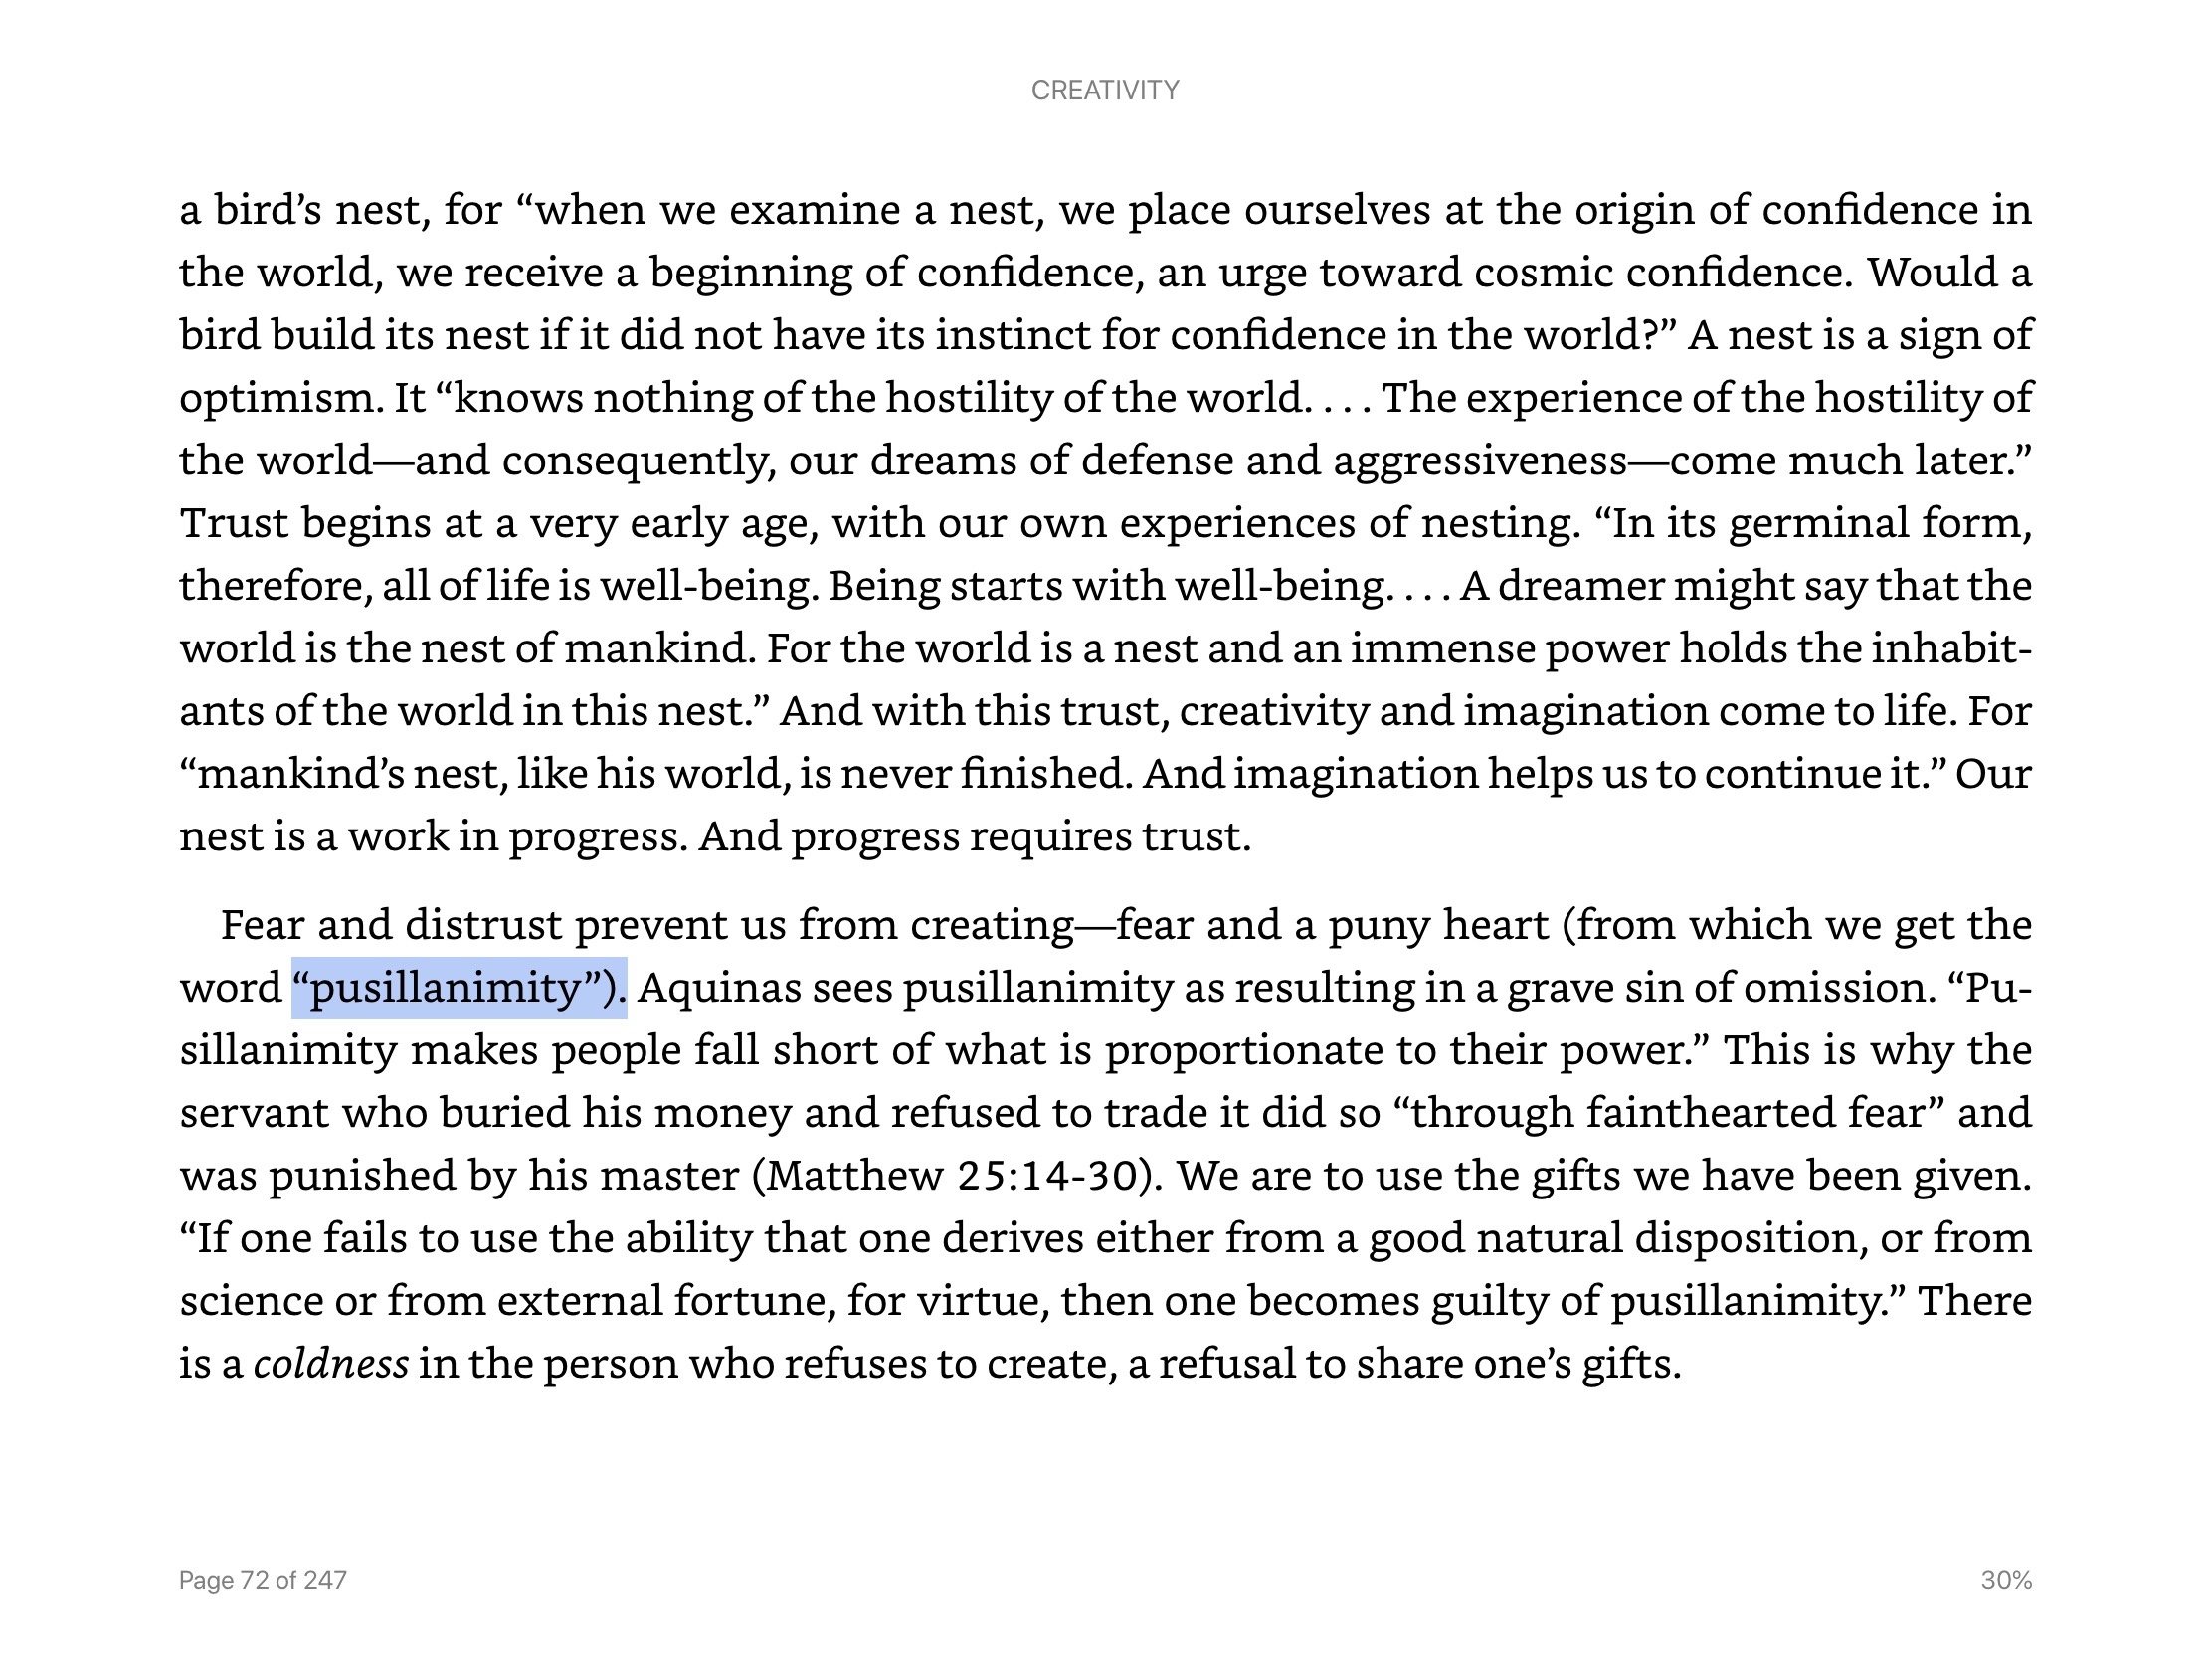 CREATIVITY
a bird’s nest, for “when we examine a nest, we place ourselves at the origin of confidence in
the world, we receive a beginning of confidence, an urge toward cosmic confidence. Would a
bird build its nest if it did not have its instinct for confidence in the world?” A nest is a sign of
optimism. It “knows nothing of the hostility of the world. . . . The experience of the hostility of
the world—and consequently, our dreams of defense and aggressiveness—come much later.”
Trust begins at a very early age, with our own experiences of nesting. “In its germinal form,
therefore, all of life is well-being. Being starts with well-being. . . . A dreamer might say that the
world is the nest of mankind. For the world is a nest and an immense power holds the inhabit-
ants of the world in this nest.” And with this trust, creativity and imagination come to life. For
“mankind’s nest, like his world, is never finished. And imagination helps us to continue it.” Our
nest is a work in progress. And progress requires trust.
Fear and distrust prevent us from creating—fear and a puny heart (from which we get the
word “pusillanimity”). Aquinas sees pusillanimity as resulting in a grave sin of omission. “Pu-
sillanimity makes people fall short of what is proportionate to their power.” This is why the
servant who buried his money and refused to trade it did so “through fainthearted fear” and
was punished by his master (Matthew 25:14-30). We are to use the gifts we have been given.
“If one fails to use the ability that one derives either from a good natural disposition, or from
science or from external fortune, for virtue, then one becomes guilty of pusillanimity.” There
is a coldness in the person who refuses to create, a refusal to share one’s gifts.
Page 72 of 247
30%